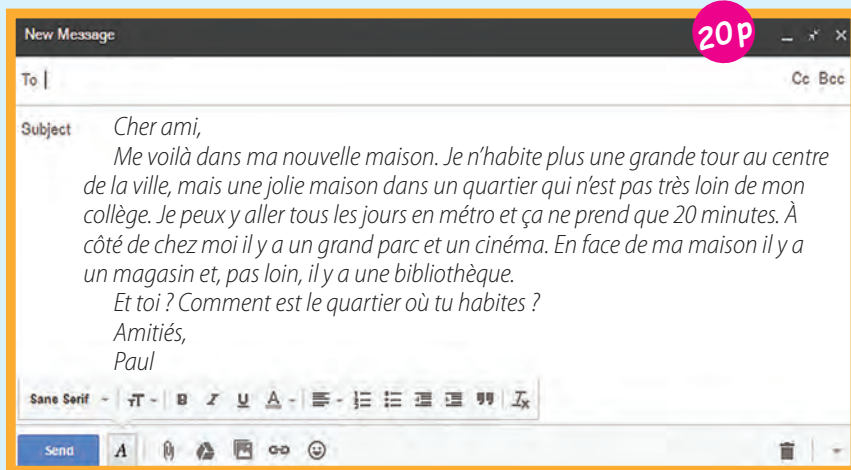 New Message
20p
To
Cc Bcc
Subject
Cher ami,
Me voilà dans ma nouvelle maison. Je n'habite plus une grande tour au centre
de la ville, mais une jolie maison dans un quartier qui n'est pas très loin de mon
collège. Je peux y aller tous les jours en métro et ça ne prend que 20 minutes. À
côté de chez moi il y a un grand parc et un cinéma. En face de ma maison il y a
un magasin et, pas loin, il y a une bibliothèque.
Et toi ? Comment est le quartier où tu habites ?
Amitiés,
Paul
Sans Serif
Send